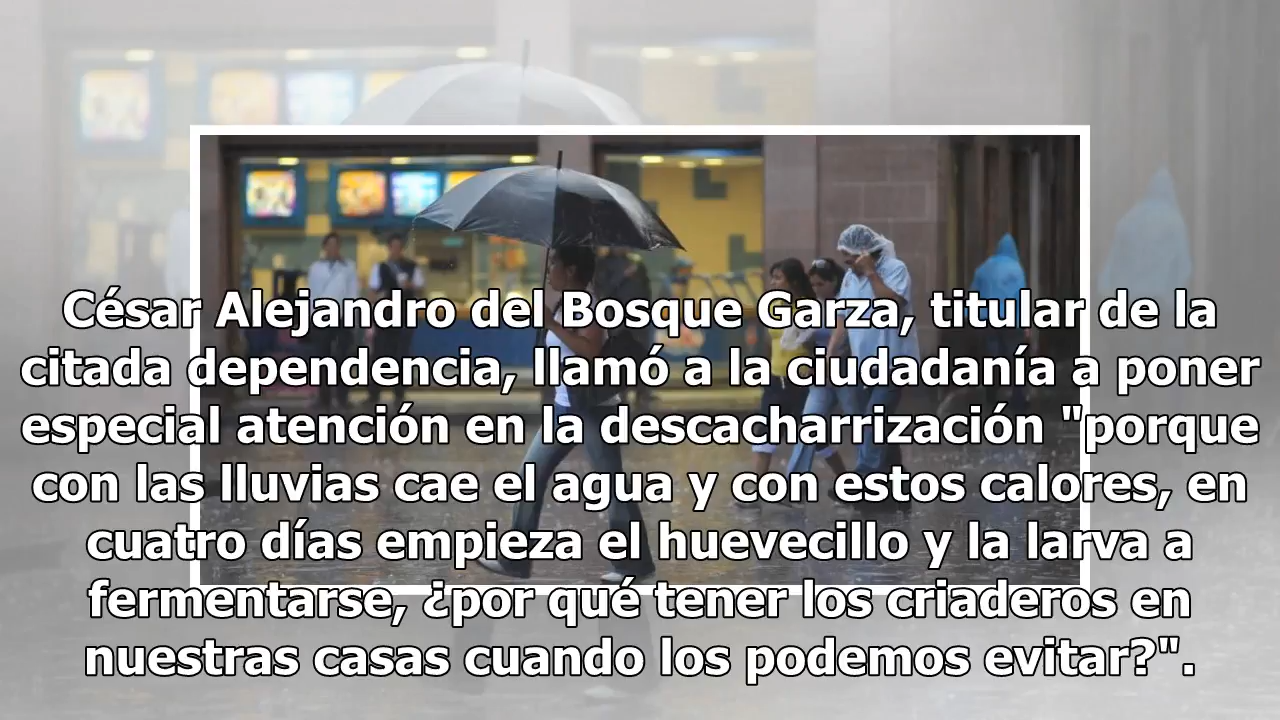 César Alejandro del Bosque Garza, titular de la
citada dependencia, llamó a la ciudadanía a poner
especial atención en la descacharrización "porque
con las lluvias cae el agua y con estos calores, en
cuatro días empieza el huevecillo y la larva a
fermentarse, ¿por qué tener los criaderos en
nuestras casas cuando los podemos evitar?".